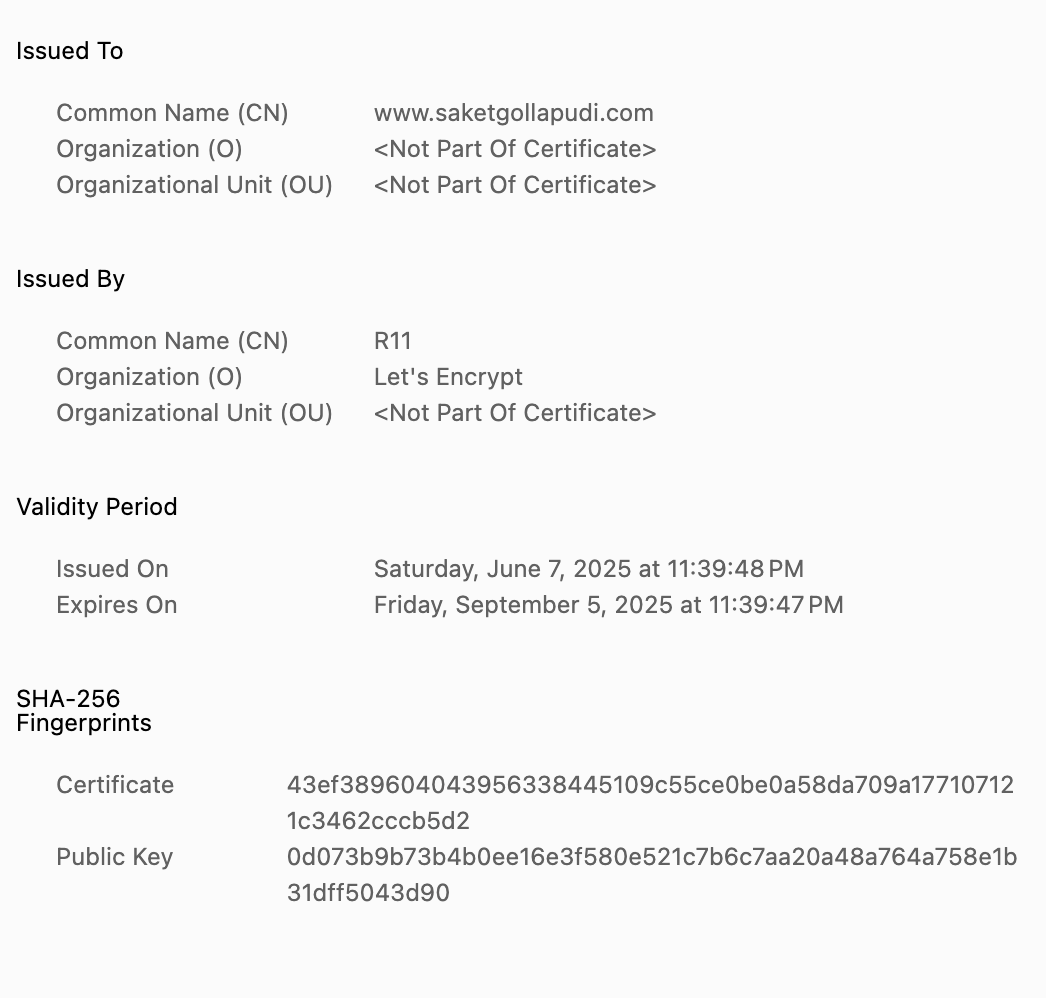 Issued To
Common Name (CN) www.saketgollapudi.com
Organization (O) <Not Part Of Certificate>
Organizational Unit (OU) <Not Part Of Certificate>
Issued By
Common Name (CN) R11
Organization (O) Let's Encrypt
Organizational Unit (OU) <Not Part Of Certificate>
Validity Period
Issued On Saturday, June 7, 2025 at 11:39:48 PM
Expires On Friday, September 5, 2025 at 11:39:47 PM
SHA-256
Fingerprints
Certificate 43ef389604043956338445109c55ce0be0a58da709a17710712
1c3462cccb5d2
Public Key 0d073b9b73b4b0ee16e3f580e521c7b6c7aa20a48a764a758e1b
31dff5043d90